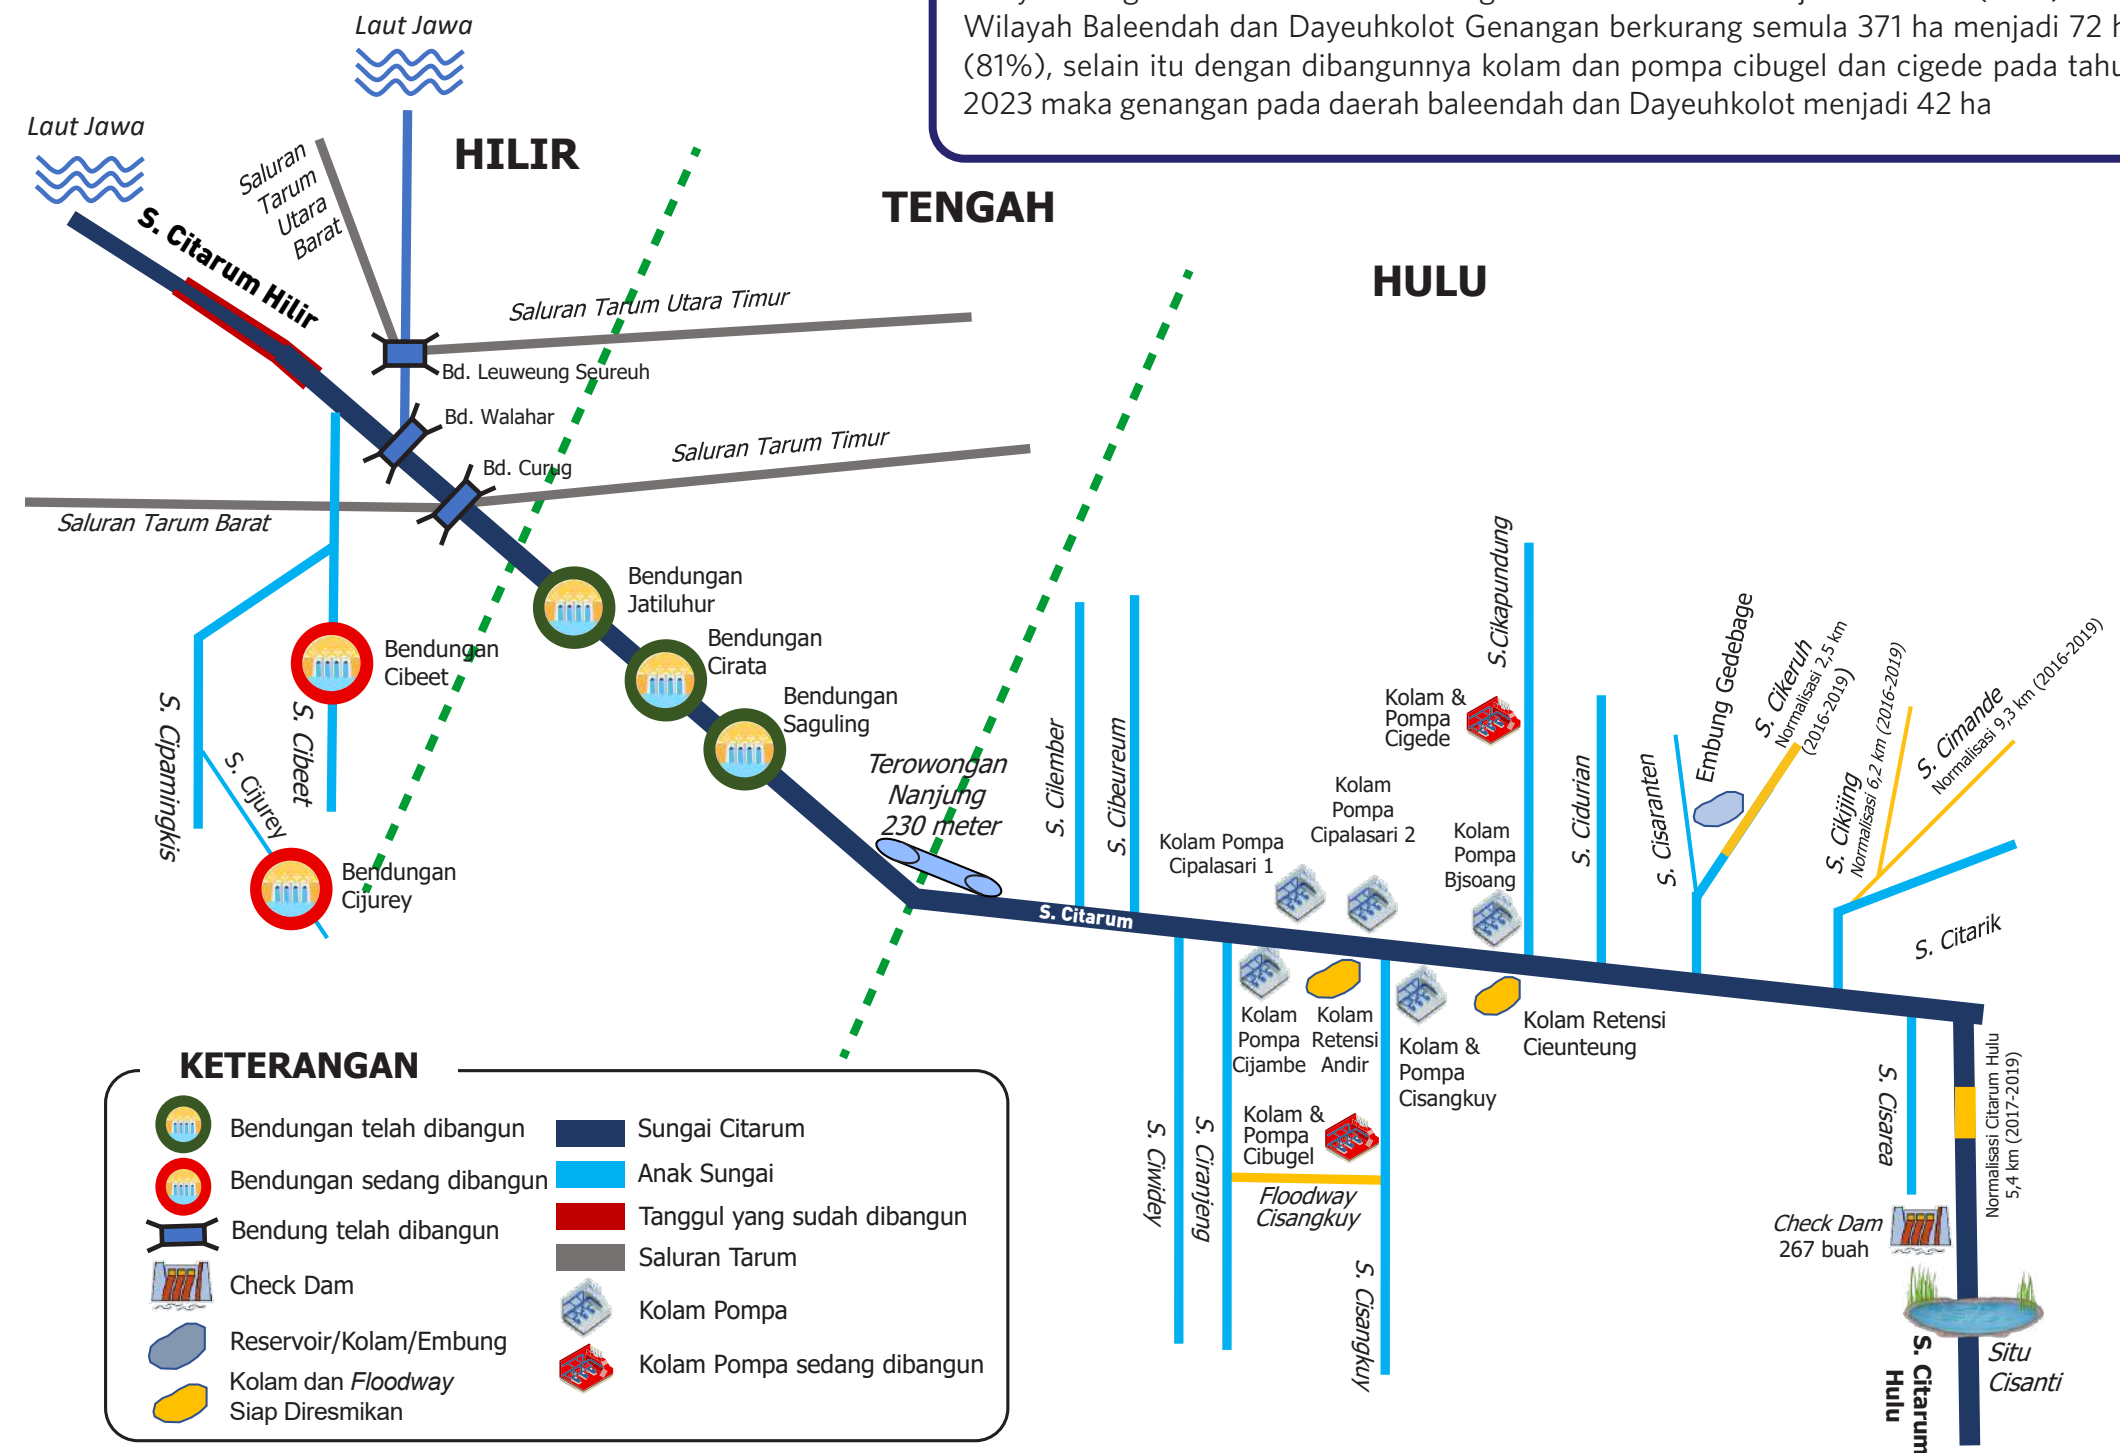 Wilayah Baleendah dan Dayeuhkolot Genangan berkurang semula 371 ha menjadi 72 h
(81%), selain itu dengan dibangunnya kolam dan pompa cibugel dan cigede pada tahu
2023 maka genangan pada daerah baleendah dan Dayeuhkolot menjadi 42 ha
Laut Jawa
Laut Jawa
HILIR
TENGAH
HULU
S. Citarum Hilir
Saluran
Tarum
Utara
Barat
Saluran Tarum Utara Timur
Bd. Leuweung Seureuh
Bd. Walahar
Bd. Curug
Saluran Tarum Timur
Saluran Tarum Barat
Bendungan
Jatiluhur
Bendungan
Cirata
Bendungan
Saguling
Bendungan
Cibeet
S. Cipamingkis
S. Cibeet
S. Cijurey
Bendungan
Cijurey
Terowongan
Nanjung
230 meter
S. Citarum
S. Cilember
S. Cibeureum
Kolam Pompa
Cipalasari 1
Kolam
Pompa
Cipalasari 2
Kolam &
Pompa
Cigede
S.Cikapundung
Kolam
Pompa
Bjsoang
S. Cidurian
S. Cisaranten
Embung Gedebage
S. Cikeruh
Normalisasi 2,5 km
(2016-2019)
S. Cikijing
Normalisasi 6,2 km (2016-2019)
S. Cimande
Normalisasi 9,3 km (2016-2019)
S. Citarik
Kolam
Pompa
Cijambe
Kolam
Retensi
Andir
Kolam &
Pompa
Cisangkuy
Kolam Retensi
Cieunteung
Kolam &
Pompa
Cibugel
Floodway
Cisangkuy
S. Ciwidey
S. Ciranjeng
S. Cisangkuy
S. Cisarea
Normalisasi Citarum Hulu
5,4 km (2017-2019)
Check Dam
267 buah
S. Citarum
Hulu
Situ
Cisanti
KETERANGAN
Bendungan telah dibangun
Bendungan sedang dibangun
Bendung telah dibangun
Check Dam
Reservoir/Kolam/Embung
Kolam dan Floodway
Siap Diresmikan
Sungai Citarum
Anak Sungai
Tanggul yang sudah dibangun
Saluran Tarum
Kolam Pompa
Kolam Pompa sedang dibangun